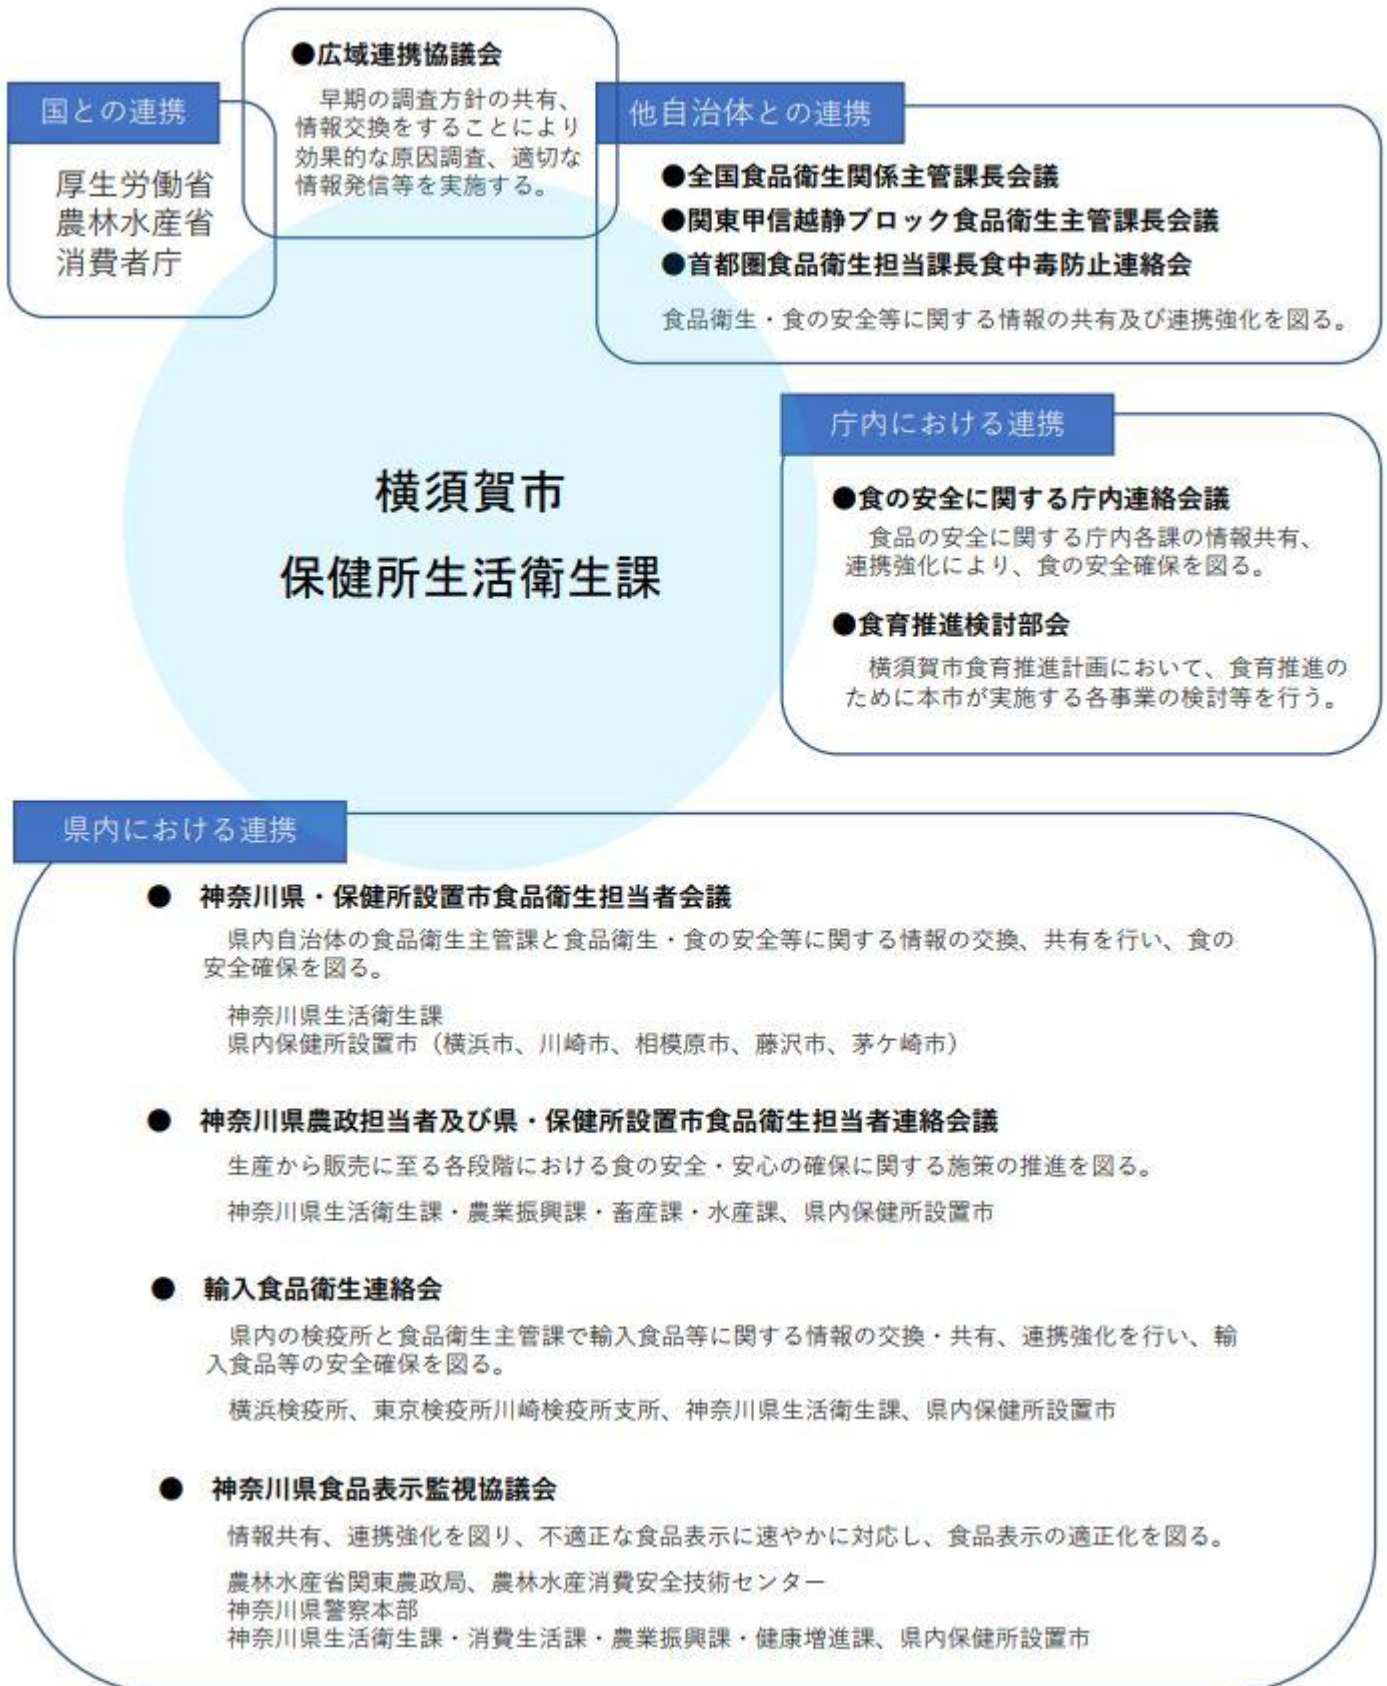 ●広域連携協議会
早期の調査方針の共有、
情報交換をすることにより
効果的な原因調査、適切な
情報発信等を実施する。
国との連携
厚生労働省
農林水産省
消費者庁
他自治体との連携
●全国食品衛生関係主管課長会議
●関東甲信越静ブロック食品衛生主管課長会議
●首都圏食品衛生担当課長食中毒防止連絡会
食品衛生・食の安全等に関する情報の共有及び連携強化を図る。
横須賀市
保健所生活衛生課
庁内における連携
●食の安全に関する庁内連絡会議
食品の安全に関する庁内各課の情報共有、
連携強化により、食の安全確保を図る。
●食育推進検討部会
横須賀市食育推進計画において、食育推進の
ために本市が実施する各事業の検討等を行う。
県内における連携
● 神奈川県・保健所設置市食品衛生担当者会議
県内自治体の食品衛生主管課と食品衛生・食の安全等に関する情報の交換、共有を行い、食の
安全確保を図る。
神奈川県生活衛生課
県内保健所設置市（横浜市、川崎市、相模原市、藤沢市、茅ケ崎市）
● 神奈川県農政担当者及び県・保健所設置市食品衛生担当者連絡会議
生産から販売に至る各段階における食の安全・安心の確保に関する施策の推進を図る。
神奈川県生活衛生課・農業振興課・畜産課・水産課、県内保健所設置市
● 輸入食品衛生連絡会
県内の検疫所と食品衛生主管課で輸入食品等に関する情報の交換・共有、連携強化を行い、輸
入食品等の安全確保を図る。
横浜検疫所、東京検疫所川崎検疫所支所、神奈川県生活衛生課、県内保健所設置市
● 神奈川県食品表示監視協議会
情報共有、連携強化を図り、不適正な食品表示に速やかに対応し、食品表示の適正化を図る。
農林水産省関東農政局、農林水産消費安全技術センター
神奈川県警察本部
神奈川県生活衛生課・消費生活課・農業振興課・健康増進課、県内保健所設置市